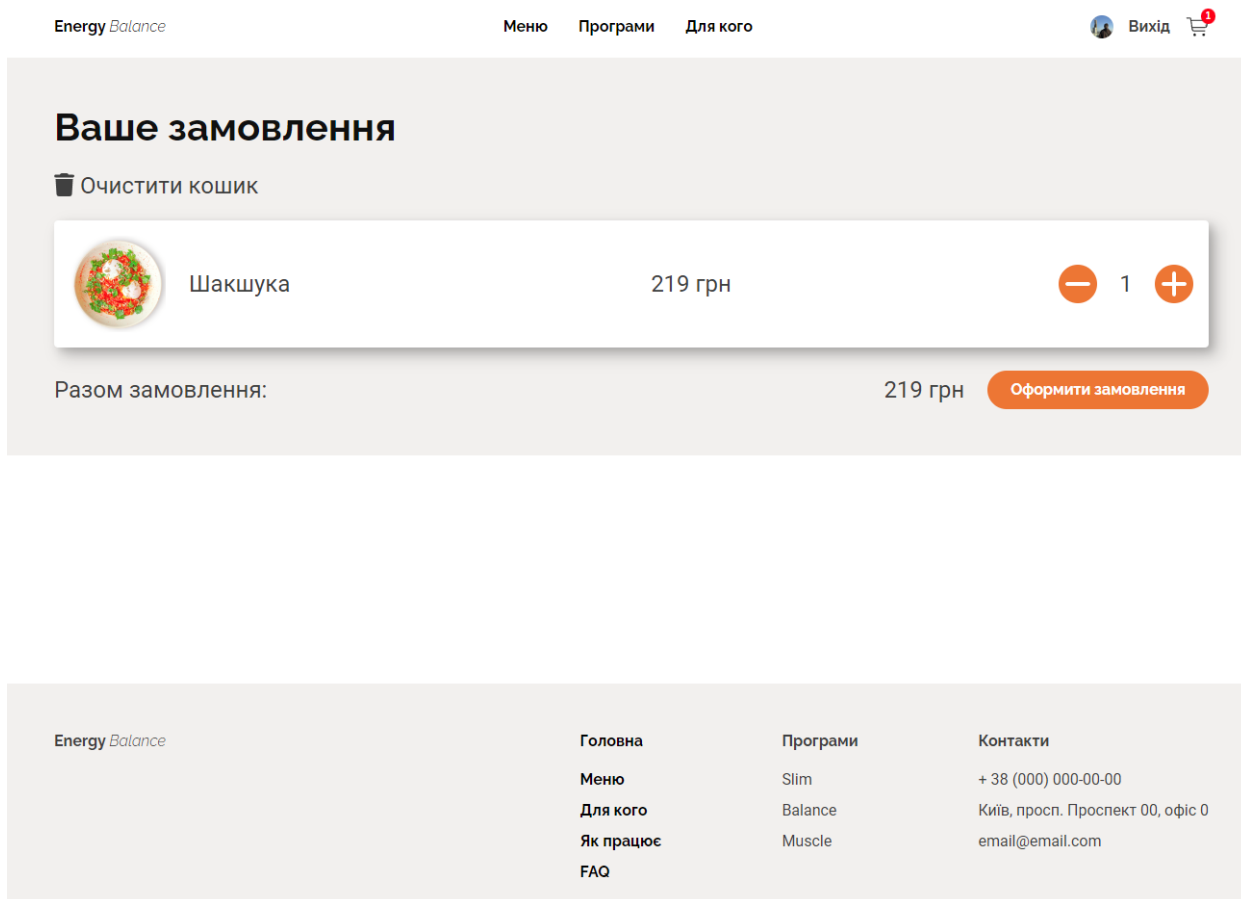 Energy Balance Меню Програми Для кого Вихід 1
Ваше замовлення
Очистити кошик
Шакшука 219 грн 1
Разом замовлення: 219 грн Оформити замовлення
Energy Balance Головна Програми Контакти
Меню Slim + 38 (000) 000-00-00
Для кого Balance Київ, просп. Проспект 00, офіс 0
Як працює Muscle email@email.com
FAQ